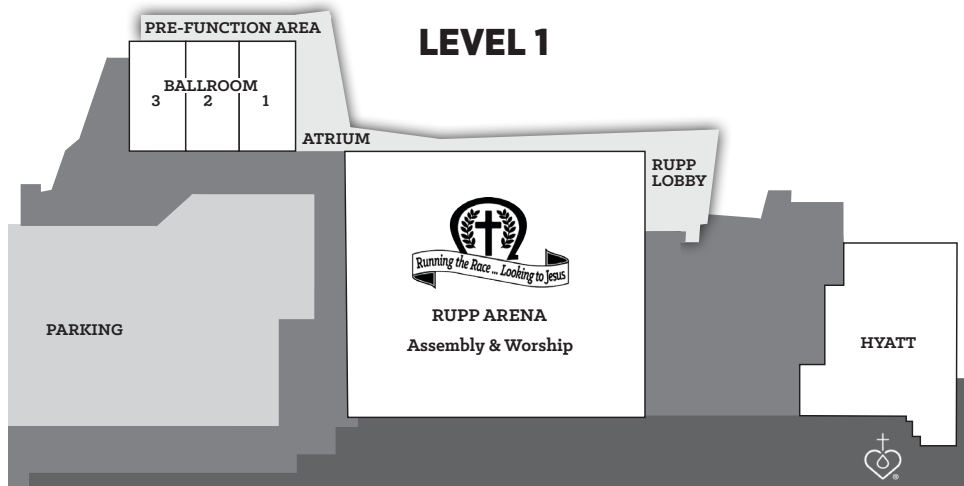 LEVEL 1
PRE-FUNCTION AREA
BALLROOM
3 2 1
ATRIUM
RUPP
LOBBY
Running the Race ... Looking to Jesus
RUPP ARENA
Assembly & Worship
PARKING
HYATT
®